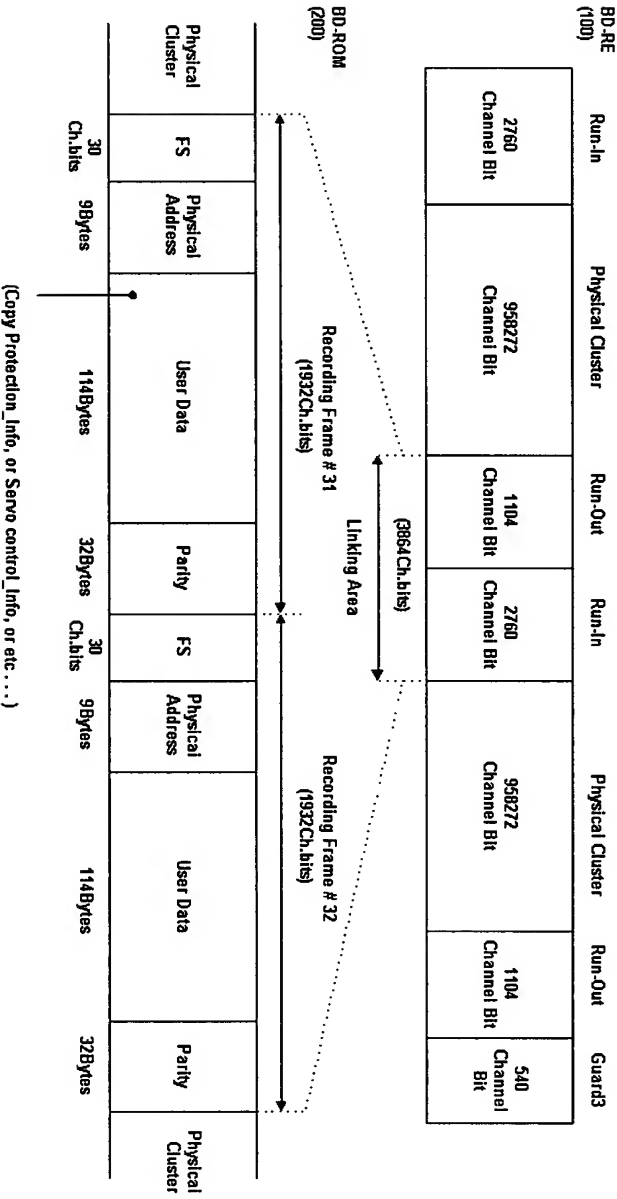 BD-RE
(100)
Run-In
Physical Cluster
Run-Out
Run-In
Physical Cluster
Run-Out
Guard3
2760
Channel Bit
958272
Channel Bit
1104
Channel Bit
2760
Channel Bit
958272
Channel Bit
1104
Channel Bit
540
Channel
Bit
(3864Ch.bits)
Linking Area
BD-ROM
(200)
Recording Frame # 31
(1932Ch.bits)
Recording Frame # 32
(1932Ch.bits)
Physical
Cluster
FS
Physical
Address
User Data
Parity
FS
Physical
Address
User Data
Parity
Physical
Cluster
30
Ch.bits
9Bytes
114Bytes
32Bytes
30
Ch.bits
9Bytes
114Bytes
32Bytes
(Copy Protection_Info, or Servo control_Info, or etc . . . )